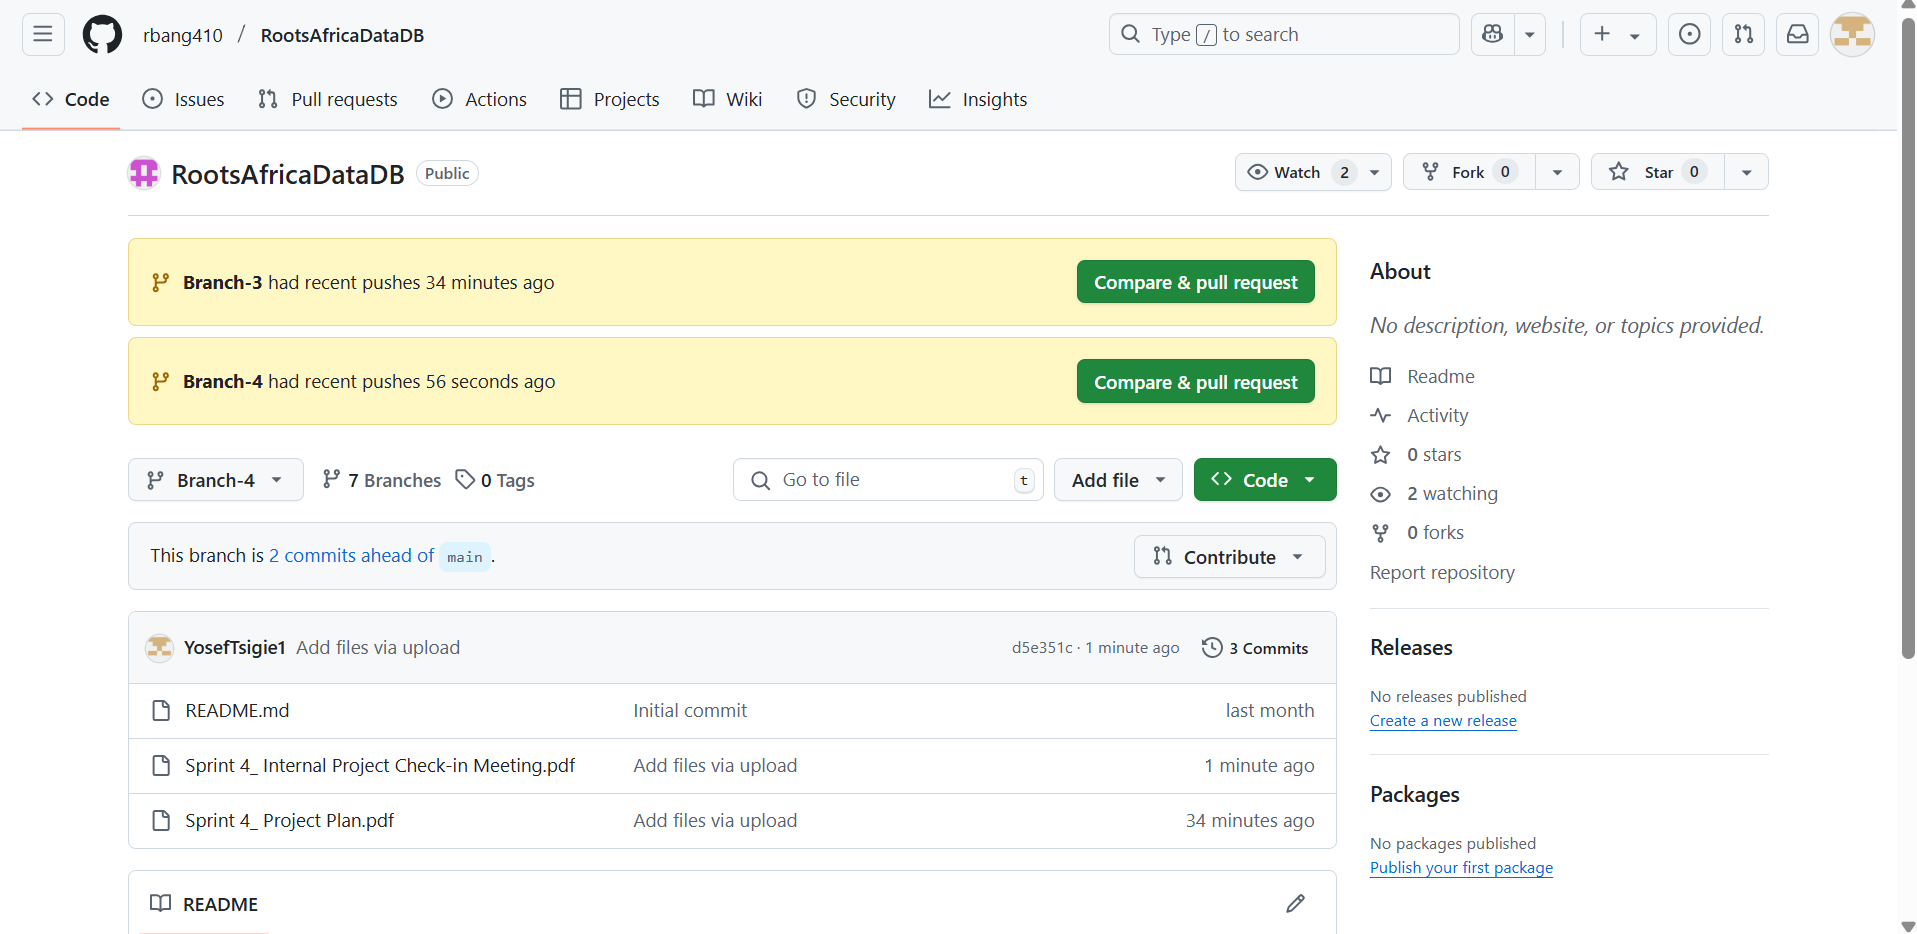 rbang410 / RootsAfricaDataDB
Type / to search
Code Issues Pull requests Actions Projects Wiki Security Insights
RootsAfricaDataDB Public
Watch 2 Fork 0 Star 0
Branch-3 had recent pushes 34 minutes ago Compare & pull request
Branch-4 had recent pushes 56 seconds ago Compare & pull request
Branch-4 7 Branches 0 Tags Go to file t Add file Code
This branch is 2 commits ahead of main. Contribute
YosefTsigie1 Add files via upload d5e351c · 1 minute ago 3 Commits
README.md Initial commit last month
Sprint 4_ Internal Project Check-in Meeting.pdf Add files via upload 1 minute ago
Sprint 4_ Project Plan.pdf Add files via upload 34 minutes ago
README
About
No description, website, or topics provided.
Readme
Activity
0 stars
2 watching
0 forks
Report repository
Releases
No releases published
Create a new release
Packages
No packages published
Publish your first package